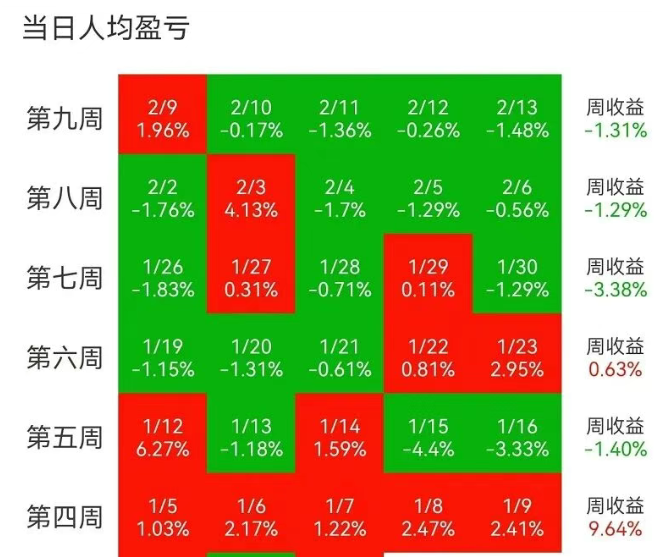 当日人均盈亏
第九周 2/9 2/10 2/11 2/12 2/13 周收益
1.96% -0.17% -1.36% -0.26% -1.48% -1.31%
第八周 2/2 2/3 2/4 2/5 2/6 周收益
-1.76% 4.13% -1.7% -1.29% -0.56% -1.29%
第七周 1/26 1/27 1/28 1/29 1/30 周收益
-1.83% 0.31% -0.71% 0.11% -1.29% -3.38%
第六周 1/19 1/20 1/21 1/22 1/23 周收益
-1.15% -1.31% -0.61% 0.81% 2.95% 0.63%
第五周 1/12 1/13 1/14 1/15 1/16 周收益
6.27% -1.18% 1.59% -4.4% -3.33% -1.40%
第四周 1/5 1/6 1/7 1/8 1/9 周收益
1.03% 2.17% 1.22% 2.47% 2.41% 9.64%